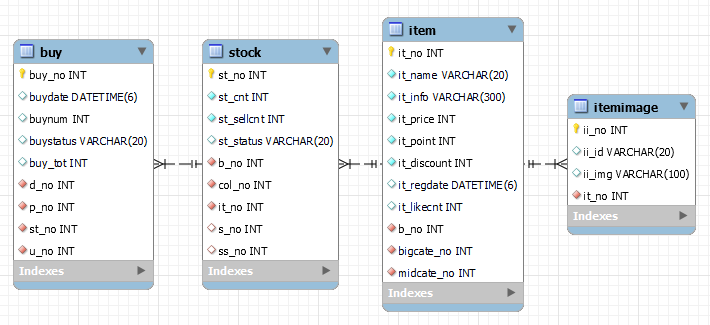 buy
buy_no INT
buydate DATETIME(6)
buynum INT
buystatus VARCHAR(20)
buy_tot INT
d_no INT
p_no INT
st_no INT
u_no INT
Indexes
stock
st_no INT
st_cnt INT
st_sellcnt INT
st_status VARCHAR(20)
b_no INT
col_no INT
it_no INT
s_no INT
ss_no INT
Indexes
item
it_no INT
it_name VARCHAR(20)
it_info VARCHAR(300)
it_price INT
it_point INT
it_discount INT
it_regdate DATETIME(6)
it_likecnt INT
b_no INT
bigcate_no INT
midcate_no INT
Indexes
itemimage
ii_no INT
ii_id VARCHAR(20)
ii_img VARCHAR(100)
it_no INT
Indexes